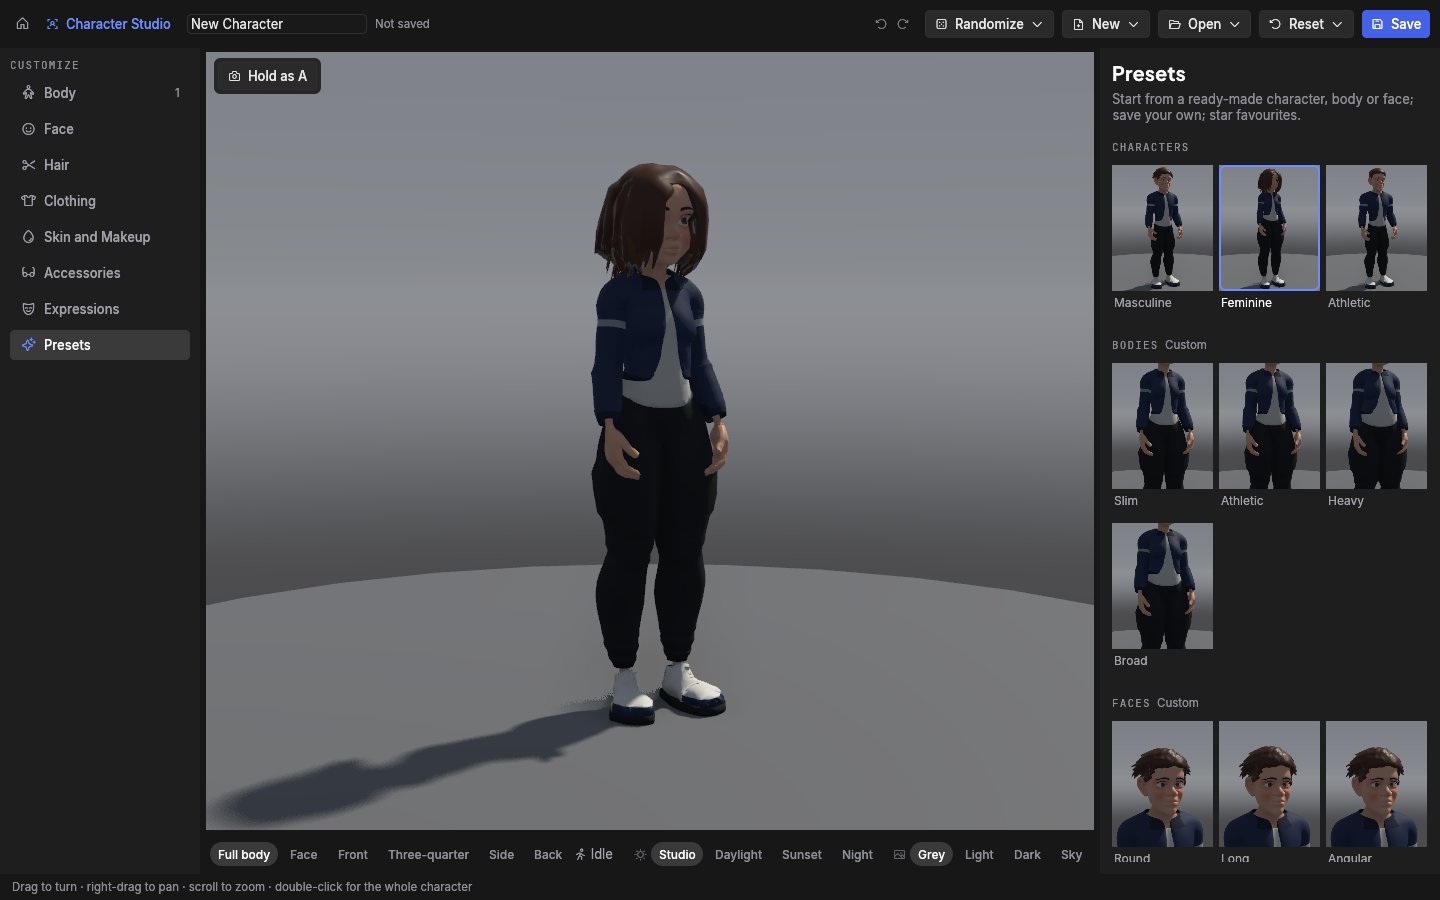 Character Studio
New Character
Not saved
Randomize
New
Open
Reset
Save
CUSTOMIZE
Body
1
Face
Hair
Clothing
Skin and Makeup
Accessories
Expressions
Presets
Hold as A
Presets
Start from a ready-made character, body or face;
save your own; star favourites.
CHARACTERS
Masculine
Feminine
Athletic
BODIES Custom
Slim
Athletic
Heavy
Broad
FACES Custom
Round
Long
Angular
Full body
Face
Front
Three-quarter
Side
Back
Idle
Studio
Daylight
Sunset
Night
Grey
Light
Dark
Sky
Drag to turn · right-drag to pan · scroll to zoom · double-click for the whole character